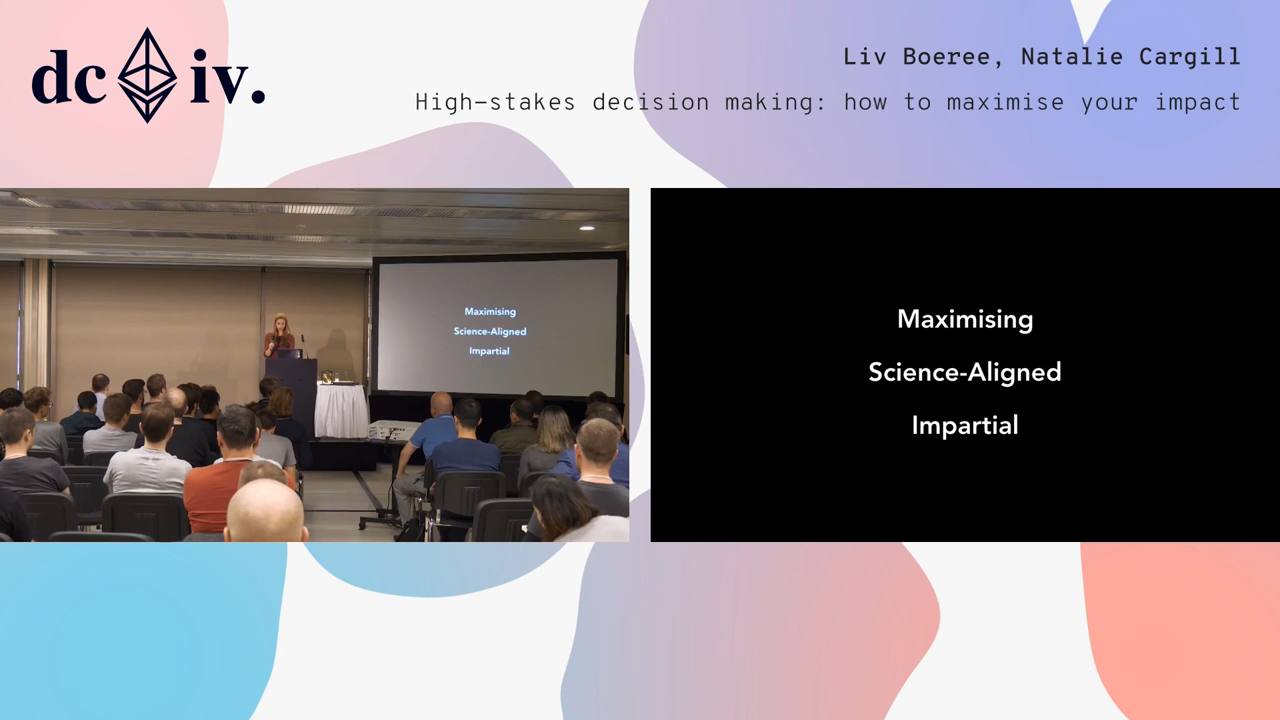 dc iv.
Liv Boeree, Natalie Cargill
High-stakes decision making: how to maximise your impact
Maximising
Science-Aligned
Impartial
Maximising
Science-Aligned
Impartial